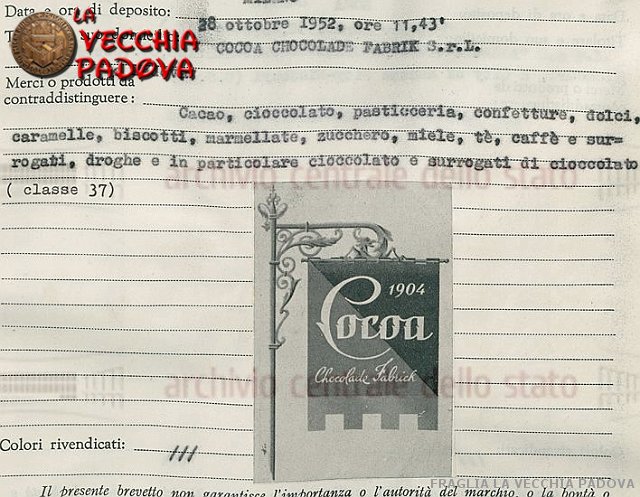 Data e ora di deposito: 28 ottobre 1952, ore 11,43'
LA
VECCHIA
PADOVA
COCOA CHOCOLADE FABRIK S.r.L.
Merci o prodotti da
contraddistinguere:
Cacao, cioccolato, pasticceria, confetture, dolci,
caramelle, biscotti, marmellate, zucchero, miele, tè, caffè e sur-
rogati, droghe e in particolare cioccolato e surrogati di cioccolato
archivio centrale dello stato
( classe 37)
1904
Cocoa
Chocolade Fabrick
archivio centrale dello stato
Colori rivendicati: ///
FRAGLIA LA VECCHIA PADOVA
Il presente brevetto non garantisce l'importanza o l'autorità del marchio, o la bontà o